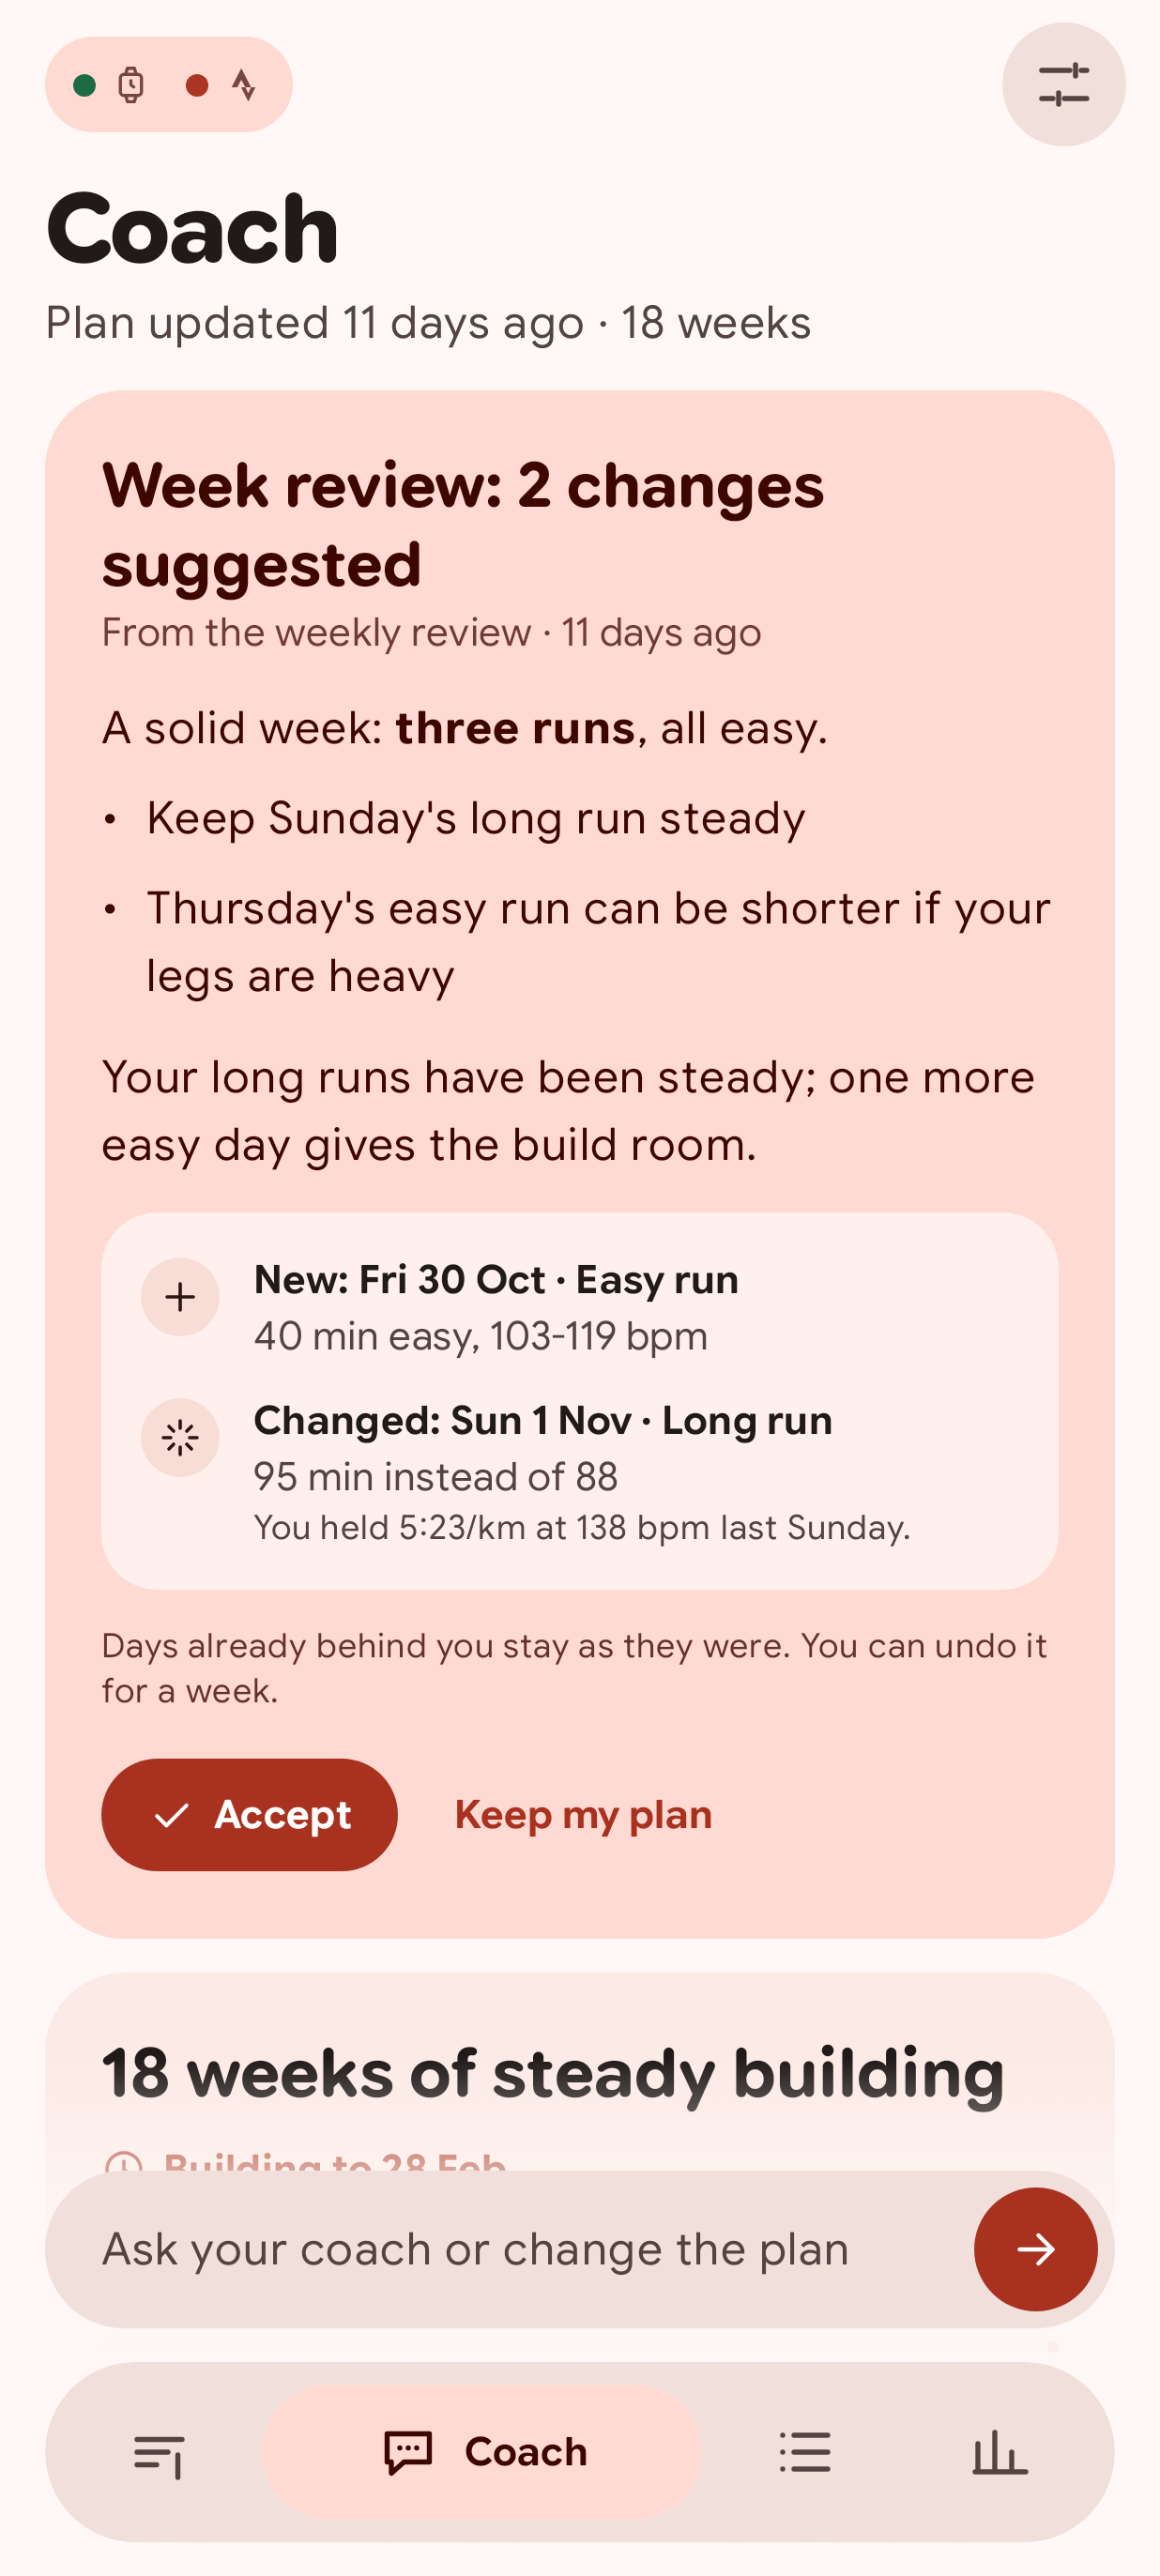 Coach
Plan updated 11 days ago · 18 weeks
Week review: 2 changes
suggested
From the weekly review · 11 days ago
A solid week: three runs, all easy.
• Keep Sunday's long run steady
• Thursday's easy run can be shorter if your
legs are heavy
Your long runs have been steady; one more
easy day gives the build room.
New: Fri 30 Oct · Easy run
40 min easy, 103-119 bpm
Changed: Sun 1 Nov · Long run
95 min instead of 88
You held 5:23/km at 138 bpm last Sunday.
Days already behind you stay as they were. You can undo it
for a week.
Accept
Keep my plan
18 weeks of steady building
Building to 28 Feb
Ask your coach or change the plan
Coach